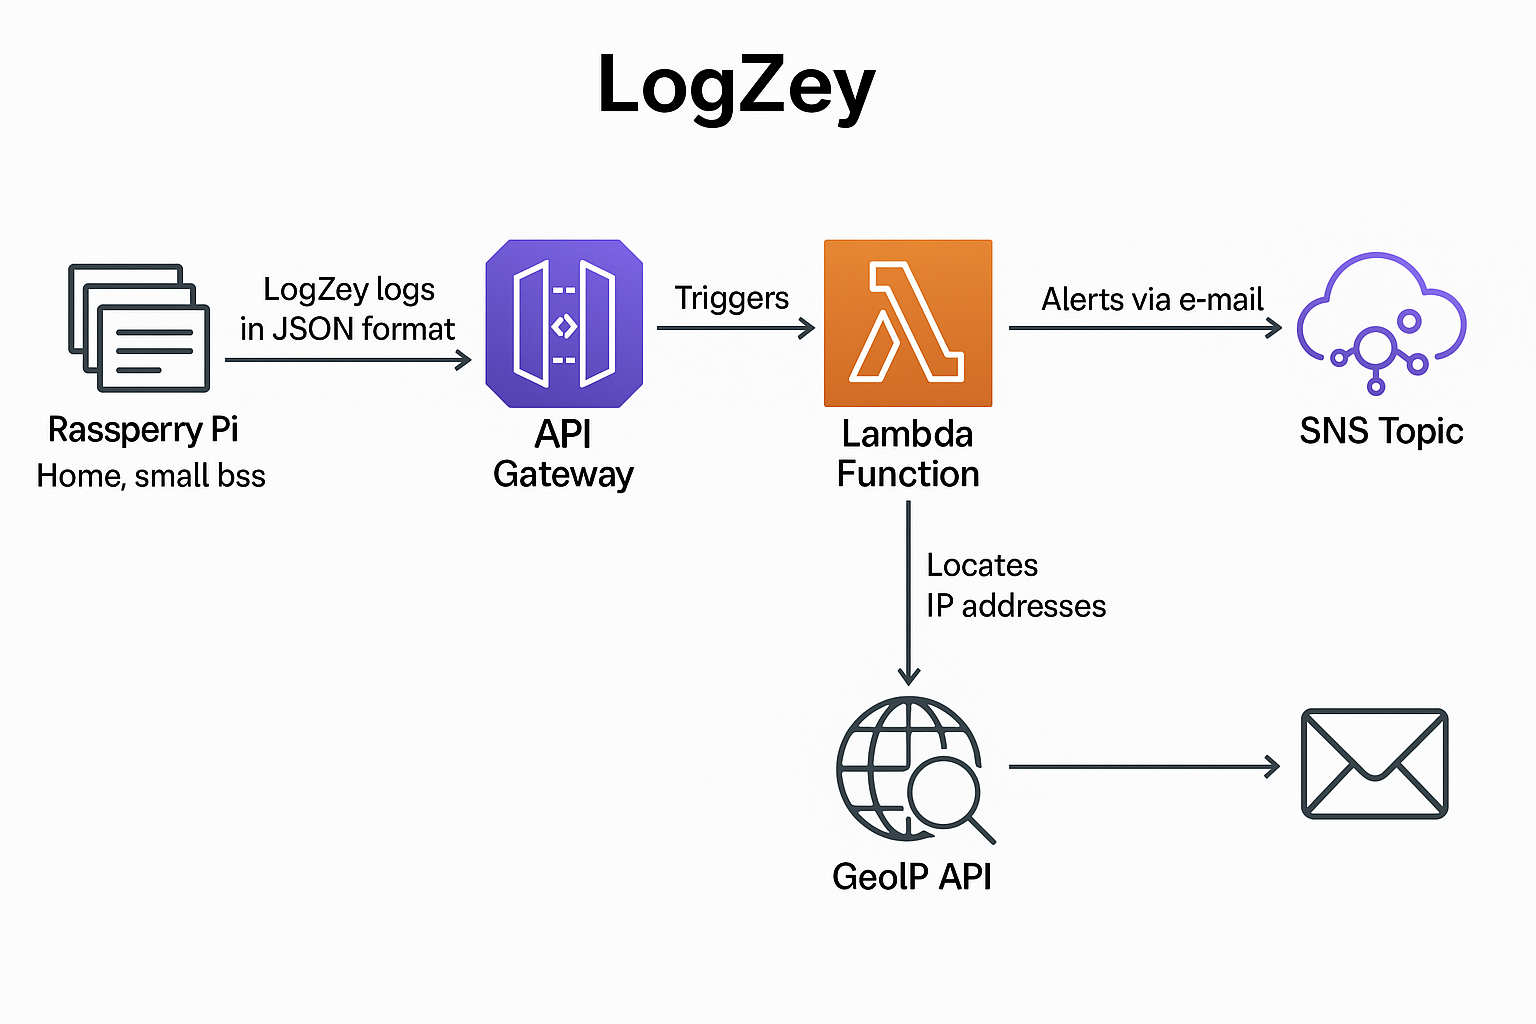 LogZey
LogZey logs
in JSON format
Triggers
Alerts via e-mail
Rassperry Pi
Home, small bss
API
Gateway
Lambda
Function
SNS Topic
Locates
IP addresses
GeoIP API